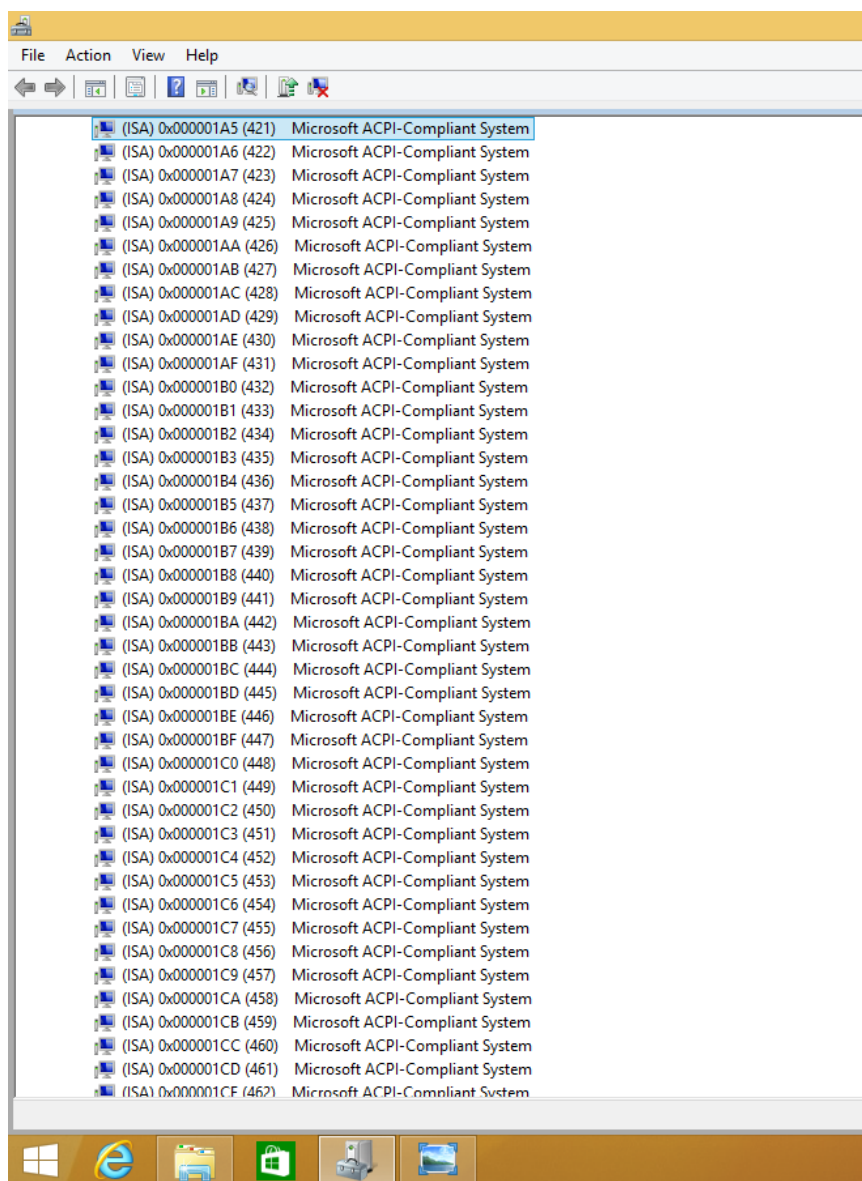 File Action View Help
(ISA) 0x000001A5 (421) Microsoft ACPI-Compliant System
(ISA) 0x000001A6 (422) Microsoft ACPI-Compliant System
(ISA) 0x000001A7 (423) Microsoft ACPI-Compliant System
(ISA) 0x000001A8 (424) Microsoft ACPI-Compliant System
(ISA) 0x000001A9 (425) Microsoft ACPI-Compliant System
(ISA) 0x000001AA (426) Microsoft ACPI-Compliant System
(ISA) 0x000001AB (427) Microsoft ACPI-Compliant System
(ISA) 0x000001AC (428) Microsoft ACPI-Compliant System
(ISA) 0x000001AD (429) Microsoft ACPI-Compliant System
(ISA) 0x000001AE (430) Microsoft ACPI-Compliant System
(ISA) 0x000001AF (431) Microsoft ACPI-Compliant System
(ISA) 0x000001B0 (432) Microsoft ACPI-Compliant System
(ISA) 0x000001B1 (433) Microsoft ACPI-Compliant System
(ISA) 0x000001B2 (434) Microsoft ACPI-Compliant System
(ISA) 0x000001B3 (435) Microsoft ACPI-Compliant System
(ISA) 0x000001B4 (436) Microsoft ACPI-Compliant System
(ISA) 0x000001B5 (437) Microsoft ACPI-Compliant System
(ISA) 0x000001B6 (438) Microsoft ACPI-Compliant System
(ISA) 0x000001B7 (439) Microsoft ACPI-Compliant System
(ISA) 0x000001B8 (440) Microsoft ACPI-Compliant System
(ISA) 0x000001B9 (441) Microsoft ACPI-Compliant System
(ISA) 0x000001BA (442) Microsoft ACPI-Compliant System
(ISA) 0x000001BB (443) Microsoft ACPI-Compliant System
(ISA) 0x000001BC (444) Microsoft ACPI-Compliant System
(ISA) 0x000001BD (445) Microsoft ACPI-Compliant System
(ISA) 0x000001BE (446) Microsoft ACPI-Compliant System
(ISA) 0x000001BF (447) Microsoft ACPI-Compliant System
(ISA) 0x000001C0 (448) Microsoft ACPI-Compliant System
(ISA) 0x000001C1 (449) Microsoft ACPI-Compliant System
(ISA) 0x000001C2 (450) Microsoft ACPI-Compliant System
(ISA) 0x000001C3 (451) Microsoft ACPI-Compliant System
(ISA) 0x000001C4 (452) Microsoft ACPI-Compliant System
(ISA) 0x000001C5 (453) Microsoft ACPI-Compliant System
(ISA) 0x000001C6 (454) Microsoft ACPI-Compliant System
(ISA) 0x000001C7 (455) Microsoft ACPI-Compliant System
(ISA) 0x000001C8 (456) Microsoft ACPI-Compliant System
(ISA) 0x000001C9 (457) Microsoft ACPI-Compliant System
(ISA) 0x000001CA (458) Microsoft ACPI-Compliant System
(ISA) 0x000001CB (459) Microsoft ACPI-Compliant System
(ISA) 0x000001CC (460) Microsoft ACPI-Compliant System
(ISA) 0x000001CD (461) Microsoft ACPI-Compliant System
(ISA) 0x000001CE (462) Microsoft ACPI-Compliant System